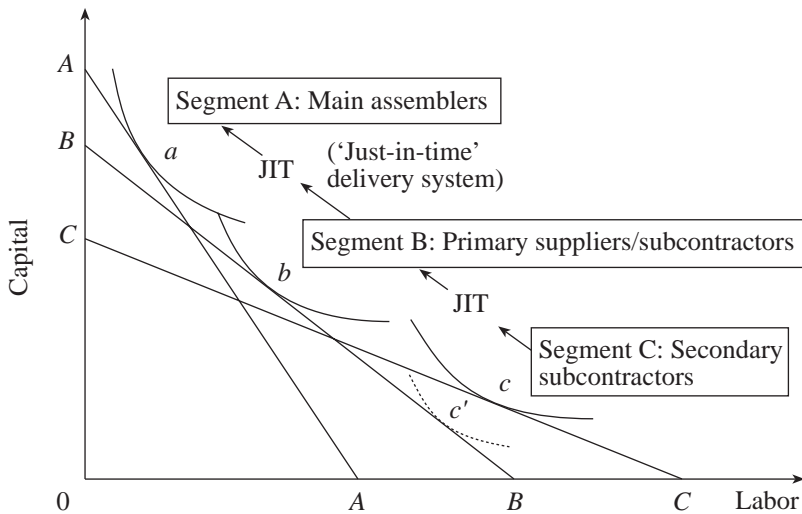 A
Segment A: Main assemblers
B
a
JIT
('Just-in-time'
delivery system)
C
Segment B: Primary suppliers/subcontractors
Capital
b
JIT
Segment C: Secondary
subcontractors
c
c'
0
A
B
C
Labor